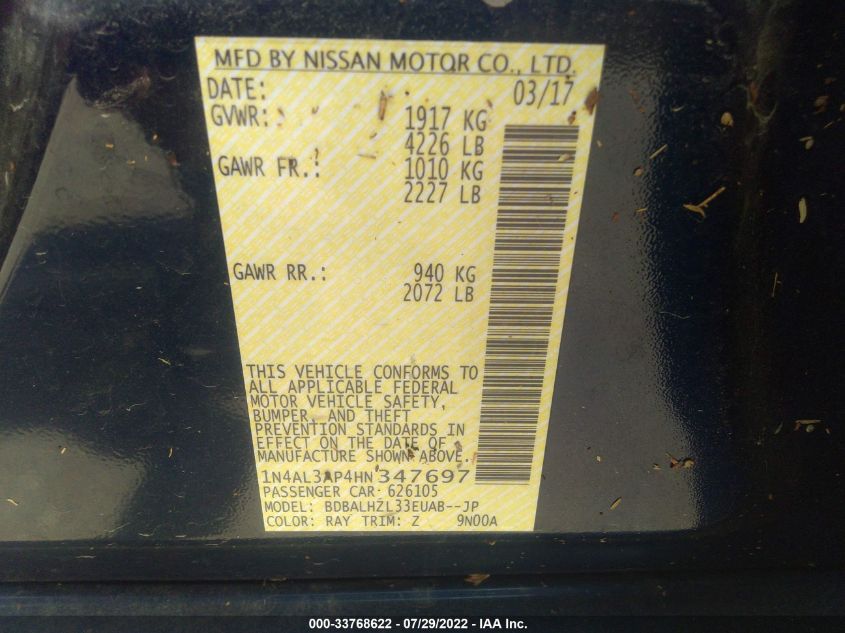 MFD BY NISSAN MOTOR CO., LTD.
DATE: 03/17
GVWR: 1917 KG
4226 LB
GAWR FR.: 1010 KG
2227 LB
GAWR RR.: 940 KG
2072 LB
THIS VEHICLE CONFORMS TO
ALL APPLICABLE FEDERAL
MOTOR VEHICLE SAFETY,
BUMPER, AND THEFT
PREVENTION STANDARDS IN
EFFECT ON THE DATE OF
MANUFACTURE SHOWN ABOVE.
1N4AL3AP4HN347697
PASSENGER CAR 626105
MODEL: BDBALHZL33EUAB--JP
COLOR: RAY TRIM: Z 9N00A
000-33768622 - 07/29/2022 - IAA Inc.